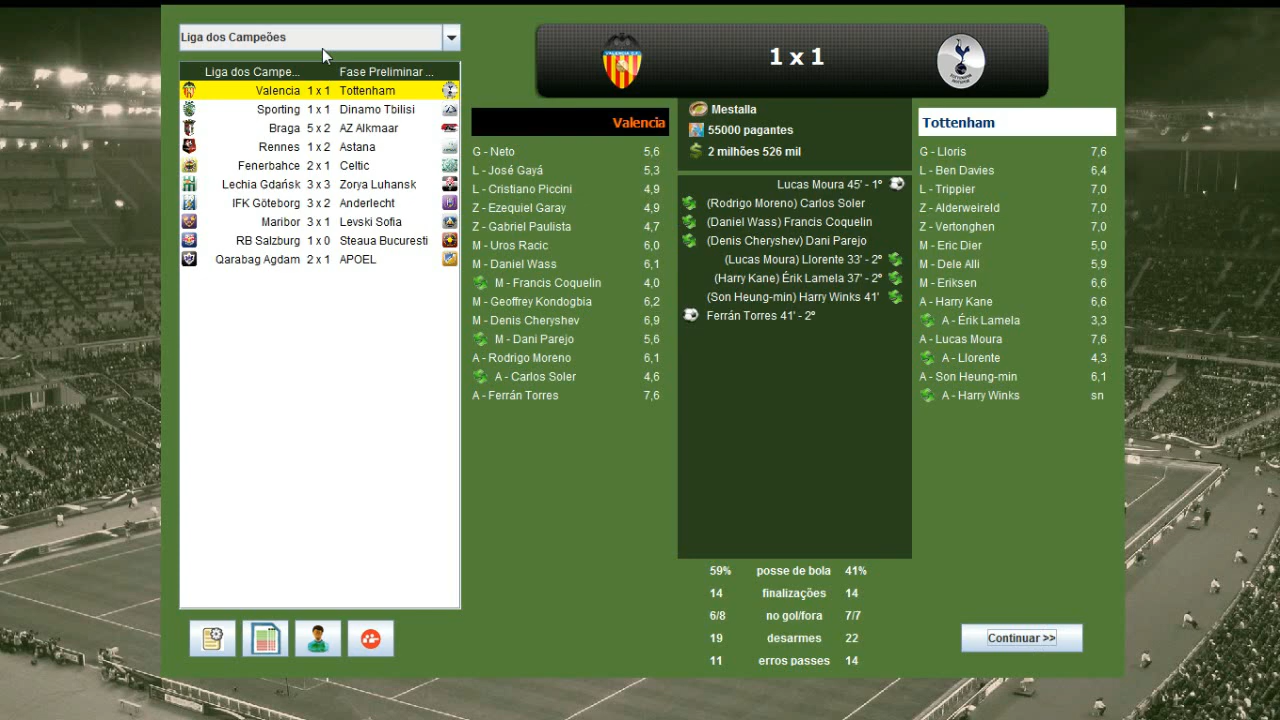 Liga dos Campeões
Liga dos Campe... Fase Preliminar ...
Valencia 1 x 1 Tottenham
Sporting 1 x 1 Dinamo Tbilisi
Braga 5 x 2 AZ Alkmaar
Rennes 1 x 2 Astana
Fenerbahce 2 x 1 Celtic
Lechia Gdańsk 3 x 3 Zorya Luhansk
IFK Göteborg 3 x 2 Anderlecht
Maribor 3 x 1 Levski Sofia
RB Salzburg 1 x 0 Steaua Bucuresti
Qarabag Agdam 2 x 1 APOEL
1 x 1
Valencia
G - Neto 5,6
L - José Gayá 5,3
L - Cristiano Piccini 4,9
Z - Ezequiel Garay 4,9
Z - Gabriel Paulista 4,7
M - Uros Racic 6,0
M - Daniel Wass 6,1
M - Francis Coquelin 4,0
M - Geoffrey Kondogbia 6,2
M - Denis Cheryshev 6,9
M - Dani Parejo 5,6
A - Rodrigo Moreno 6,1
A - Carlos Soler 4,6
A - Ferrán Torres 7,6
Mestalla
55000 pagantes
2 milhões 526 mil
Lucas Moura 45' - 1º
(Rodrigo Moreno) Carlos Soler
(Daniel Wass) Francis Coquelin
(Denis Cheryshev) Dani Parejo
(Lucas Moura) Llorente 33' - 2º
(Harry Kane) Érik Lamela 37' - 2º
(Son Heung-min) Harry Winks 41'
Ferrán Torres 41' - 2º
59% posse de bola 41%
14 finalizações 14
6/8 no gol/fora 7/7
19 desarmes 22
11 erros passes 14
Tottenham
G - Lloris 7,6
L - Ben Davies 6,4
L - Trippier 7,0
Z - Alderweireld 7,0
Z - Vertonghen 7,0
M - Eric Dier 5,0
M - Dele Alli 5,9
M - Eriksen 6,6
A - Harry Kane 6,6
A - Érik Lamela 3,3
A - Lucas Moura 7,6
A - Llorente 4,3
A - Son Heung-min 6,1
A - Harry Winks sn
Continuar >>